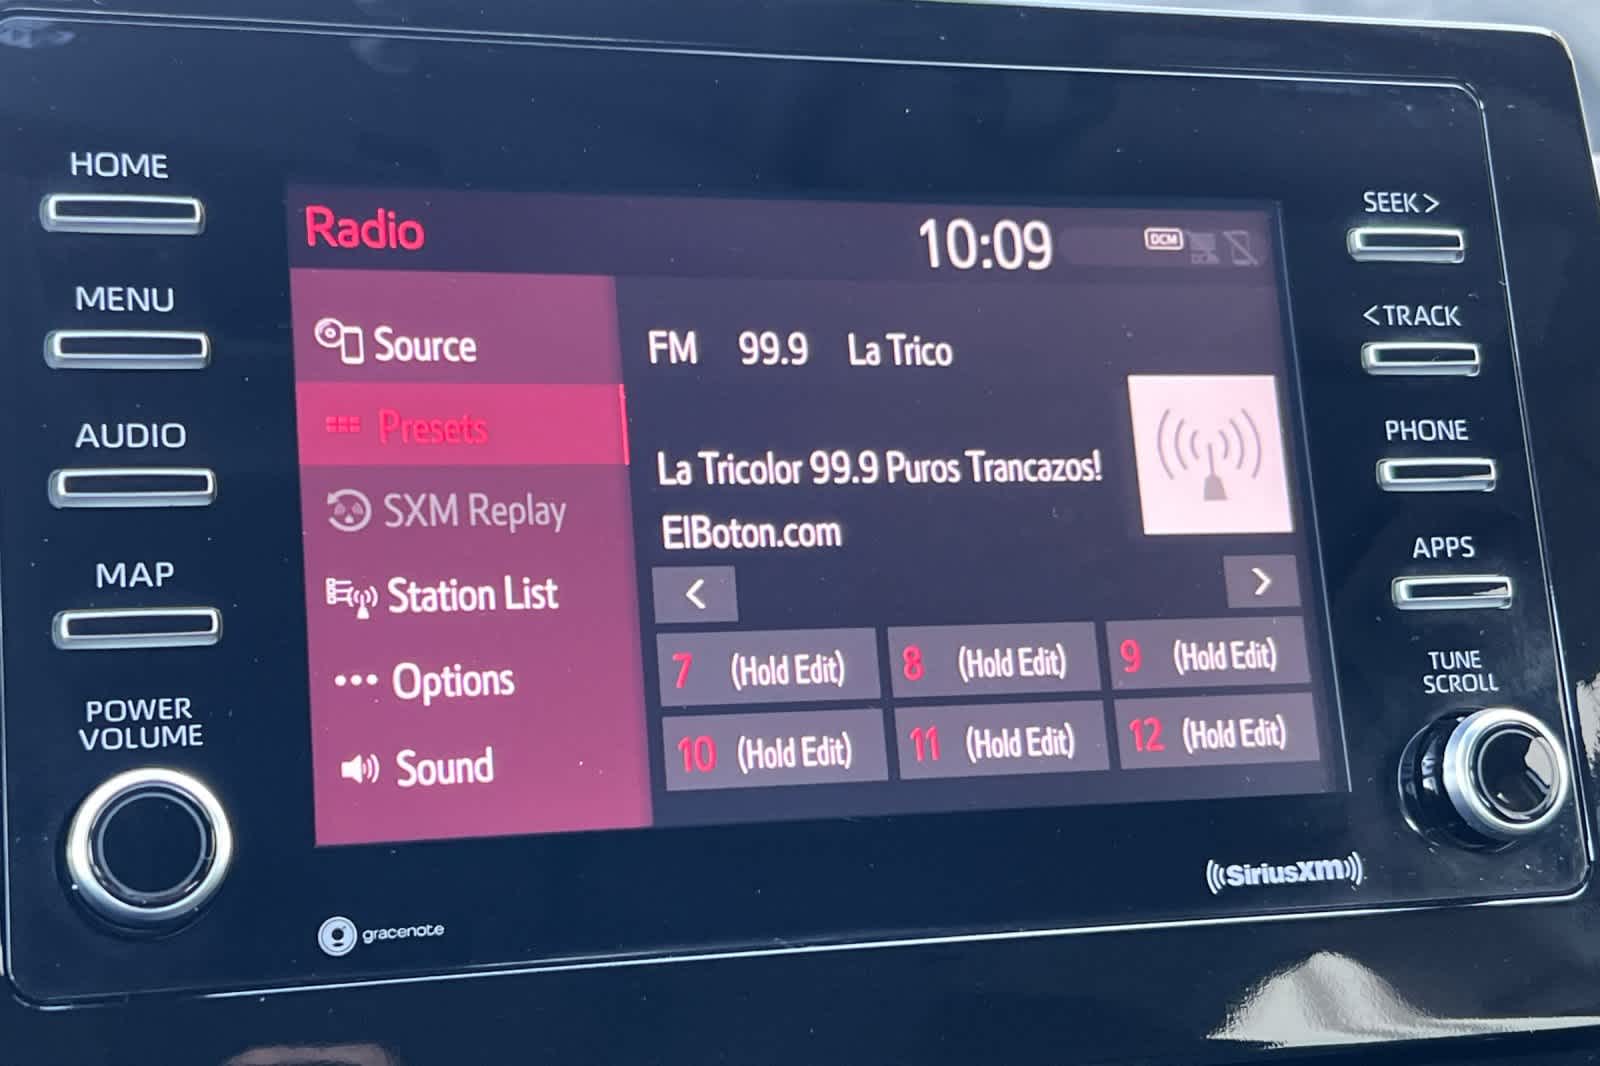 HOME
MENU
AUDIO
MAP
POWER
VOLUME
Radio
10:09
DCM
Source
Presets
SXM Replay
Station List
Options
Sound
FM 99.9 La Trico
La Tricolor 99.9 Puros Trancazos!
ElBoton.com
< >
7 (Hold Edit) 8 (Hold Edit) 9 (Hold Edit)
10 (Hold Edit) 11 (Hold Edit) 12 (Hold Edit)
SEEK >
< TRACK
PHONE
APPS
TUNE
SCROLL
gracenote
((SiriusXM))